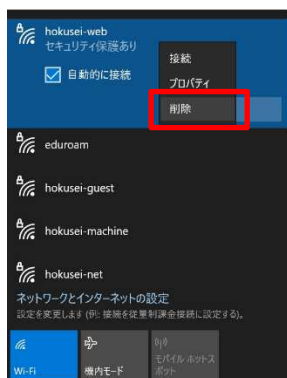 hokusei-web
セキュリティ保護あり
自動的に接続
接続
プロパティ
削除
eduroam
hokusei-guest
hokusei-machine
hokusei-net
ネットワークとインターネットの設定
設定を変更します (例: 接続を従量制課金接続に設定する)。
Wi-Fi
機内モード
モバイル ホットス
ポット